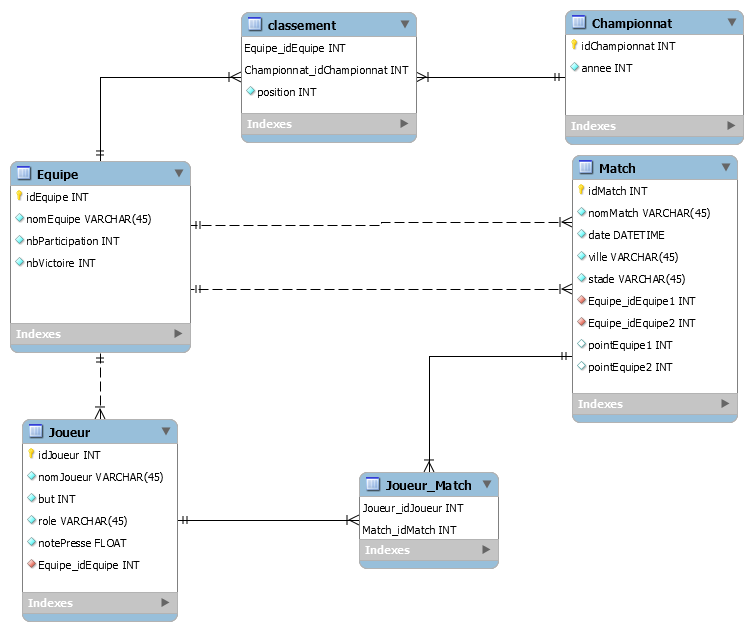 classement
Equipe_idEquipe INT
Championnat_idChampionnat INT
position INT
Indexes
Championnat
idChampionnat INT
annee INT
Indexes
Equipe
idEquipe INT
nomEquipe VARCHAR(45)
nbParticipation INT
nbVictoire INT
Indexes
Match
idMatch INT
nomMatch VARCHAR(45)
date DATETIME
ville VARCHAR(45)
stade VARCHAR(45)
Equipe_idEquipe1 INT
Equipe_idEquipe2 INT
pointEquipe1 INT
pointEquipe2 INT
Indexes
Joueur
idJoueur INT
nomJoueur VARCHAR(45)
but INT
role VARCHAR(45)
notePresse FLOAT
Equipe_idEquipe INT
Indexes
Joueur_Match
Joueur_idJoueur INT
Match_idMatch INT
Indexes